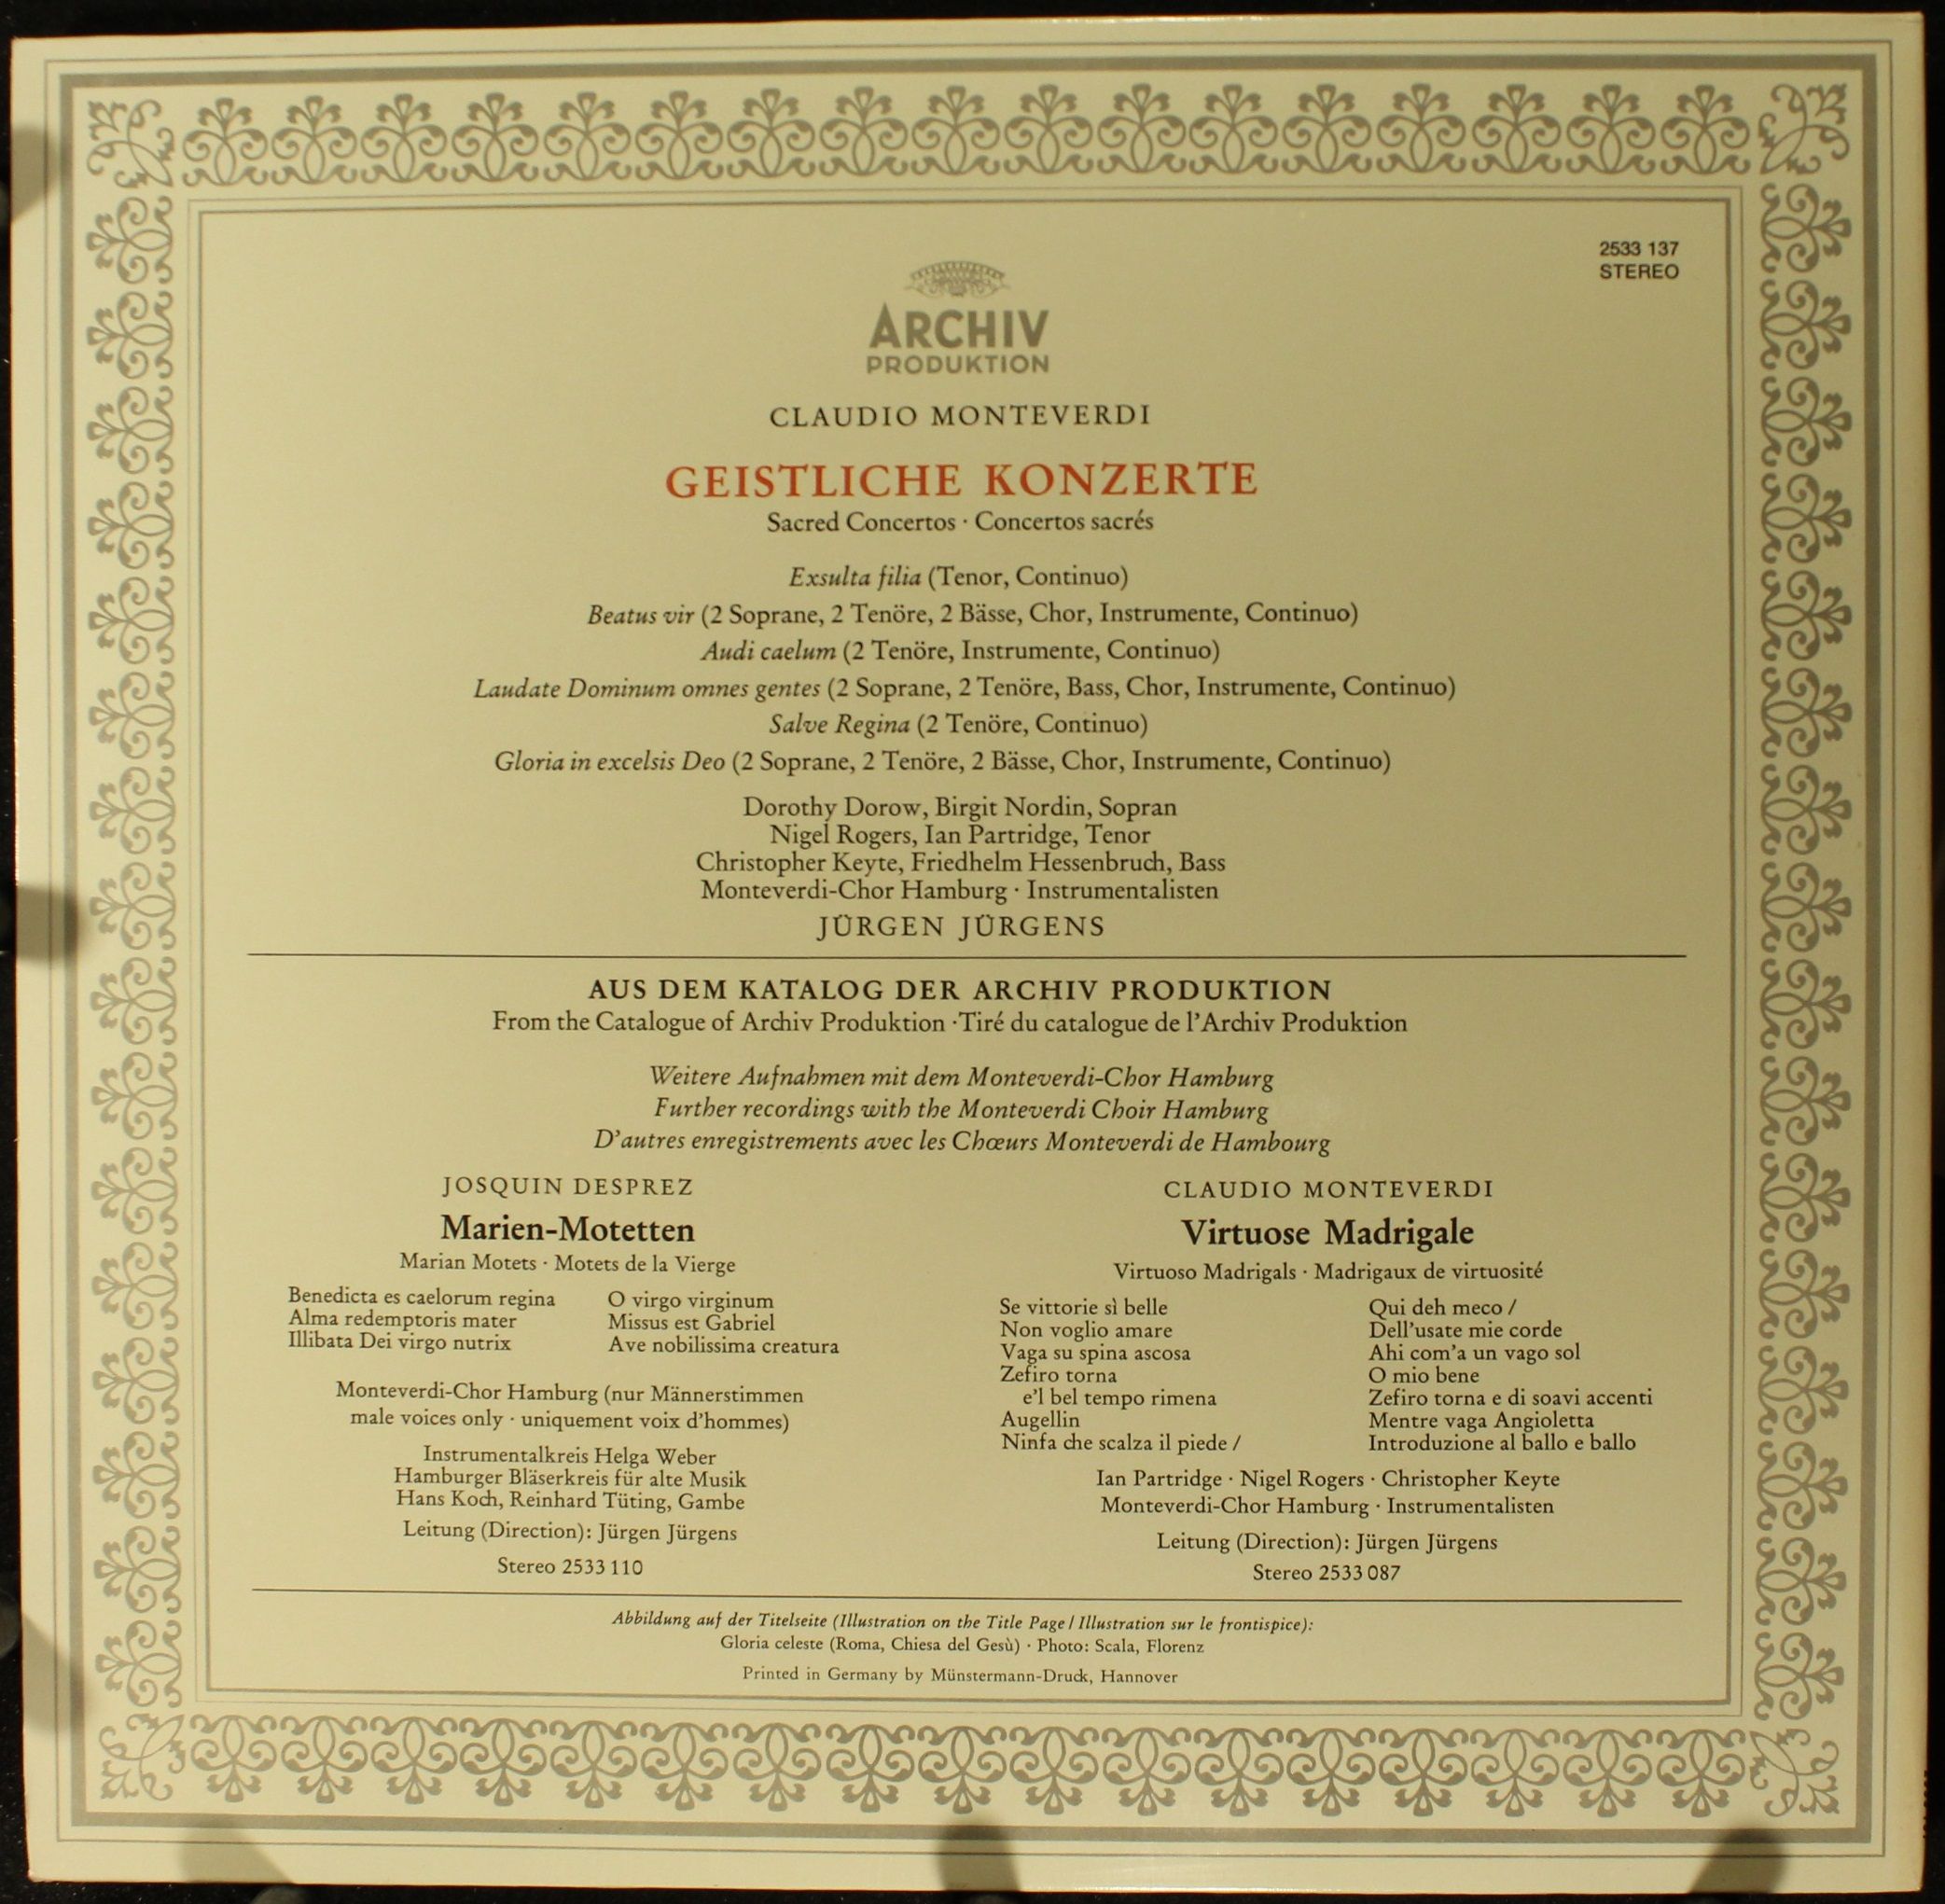 2533 137
STEREO
ARCHIV
PRODUKTION
CLAUDIO MONTEVERDI
GEISTLICHE KONZERTE
Sacred Concertos · Concertos sacrés
Exsulta filia (Tenor, Continuo)
Beatus vir (2 Soprane, 2 Tenöre, 2 Bässe, Chor, Instrumente, Continuo)
Audi caelum (2 Tenöre, Instrumente, Continuo)
Laudate Dominum omnes gentes (2 Soprane, 2 Tenöre, Bass, Chor, Instrumente, Continuo)
Salve Regina (2 Tenöre, Continuo)
Gloria in excelsis Deo (2 Soprane, 2 Tenöre, 2 Bässe, Chor, Instrumente, Continuo)
Dorothy Dorow, Birgit Nordin, Sopran
Nigel Rogers, Ian Partridge, Tenor
Christopher Keyte, Friedhelm Hessenbruch, Bass
Monteverdi-Chor Hamburg · Instrumentalisten
JÜRGEN JÜRGENS
AUS DEM KATALOG DER ARCHIV PRODUKTION
From the Catalogue of Archiv Produktion · Tiré du catalogue de l'Archiv Produktion
Weitere Aufnahmen mit dem Monteverdi-Chor Hamburg
Further recordings with the Monteverdi Choir Hamburg
D'autres enregistrements avec les Chœurs Monteverdi de Hambourg
JOSQUIN DESPREZ
Marien-Motetten
Marian Motets · Motets de la Vierge
Benedicta es caelorum regina
Alma redemptoris mater
Illibata Dei virgo nutrix
O virgo virginum
Missus est Gabriel
Ave nobilissima creatura
Monteverdi-Chor Hamburg (nur Männerstimmen
male voices only · uniquement voix d'hommes)
Instrumentalkreis Helga Weber
Hamburger Bläserkreis für alte Musik
Hans Koch, Reinhard Tüting, Gambe
Leitung (Direction): Jürgen Jürgens
Stereo 2533 110
CLAUDIO MONTEVERDI
Virtuose Madrigale
Virtuoso Madrigals · Madrigaux de virtuosité
Se vittorie sì belle
Non voglio amare
Vaga su spina ascosa
Zefiro torna
e'l bel tempo rimena
Augellin
Ninfa che scalza il piede /
Qui deh meco /
Dell'usate mie corde
Ahi com'a un vago sol
O mio bene
Zefiro torna e di soavi accenti
Mentre vaga Angioletta
Introduzione al ballo e ballo
Ian Partridge · Nigel Rogers · Christopher Keyte
Monteverdi-Chor Hamburg · Instrumentalisten
Leitung (Direction): Jürgen Jürgens
Stereo 2533 087
Abbildung auf der Titelseite (Illustration on the Title Page / Illustration sur le frontispice):
Gloria celeste (Roma, Chiesa del Gesù) · Photo: Scala, Florenz
Printed in Germany by Münstermann-Druck, Hannover